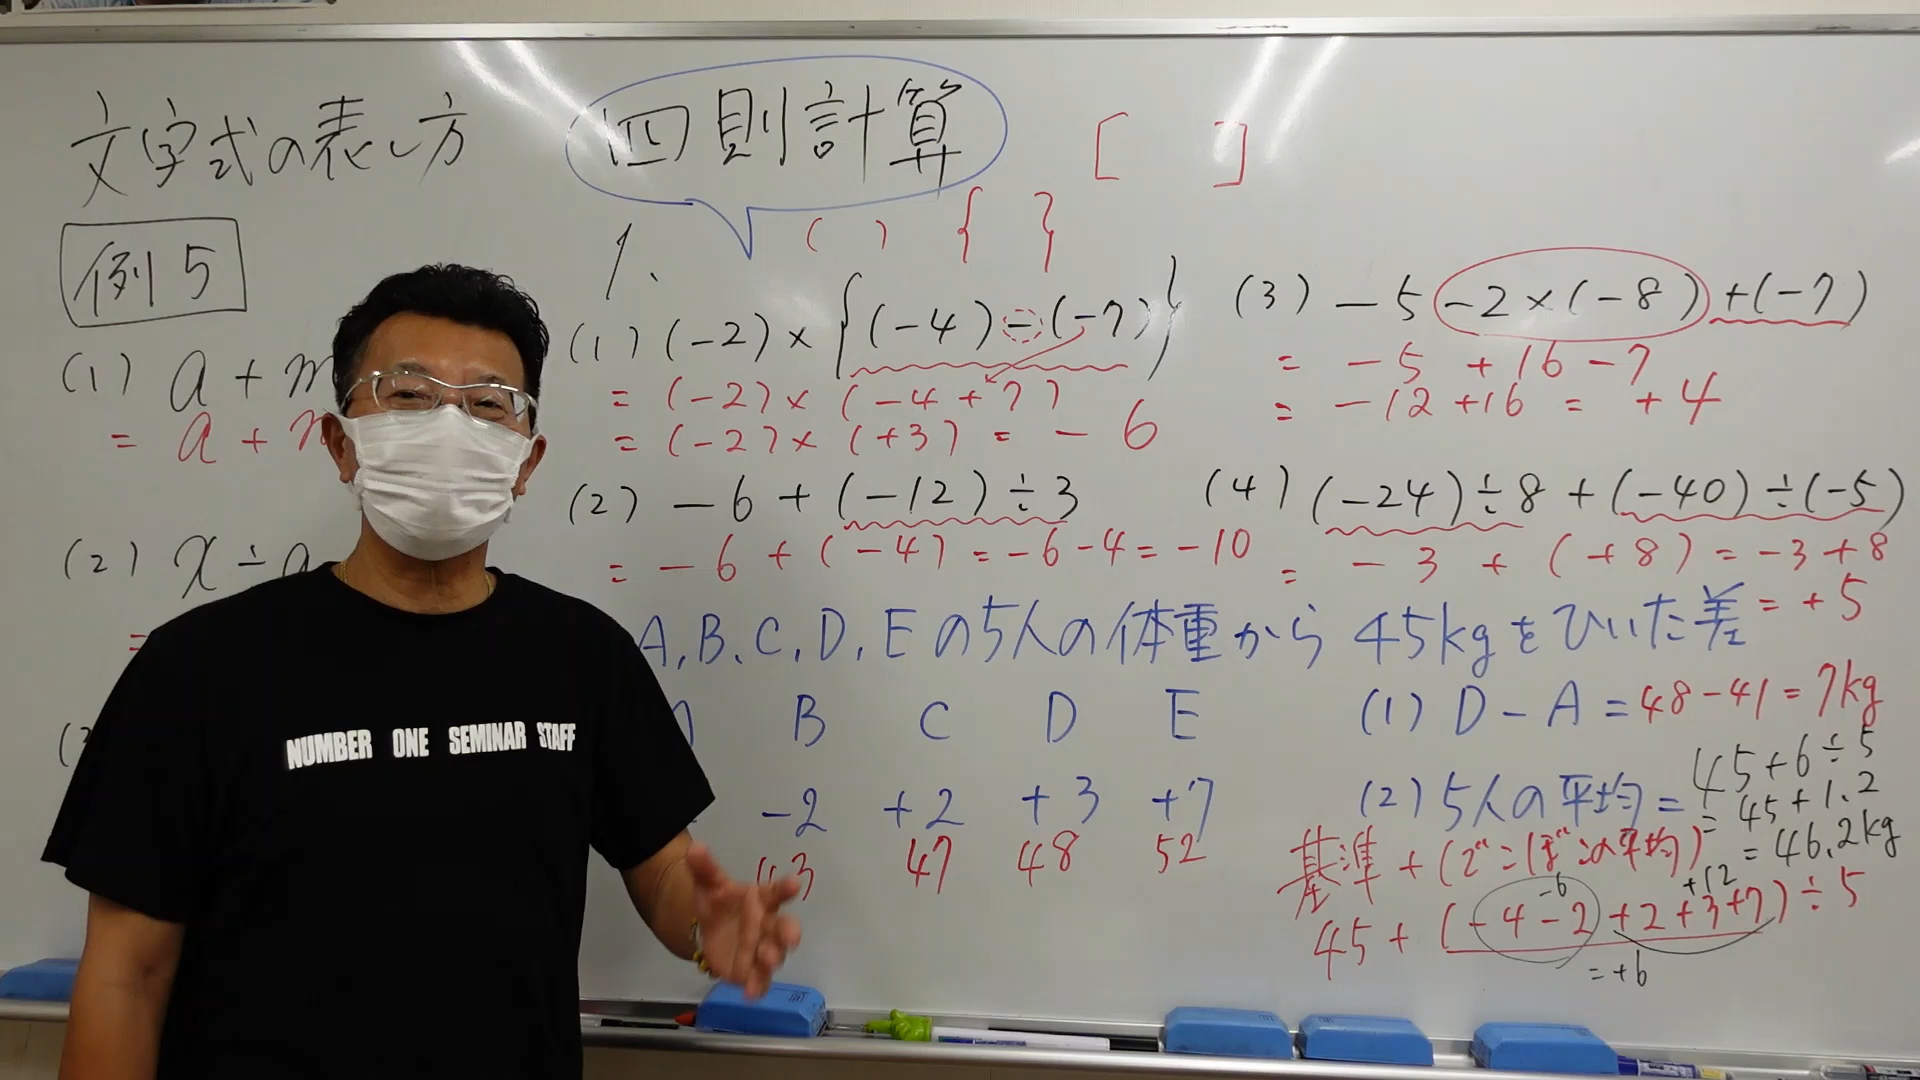 文字式の表し方
例5
(1) a + m
= a +
(2) x ÷ a
=
四則計算
[ ]
( ) { }
1.
(1) (-2) × {(-4) - (-7)}
= (-2) × (-4 + 7)
= (-2) × (+3) = - 6
(2) - 6 + (-12) ÷ 3
= - 6 + (-4) = -6 - 4 = -10
(3) - 5 - 2 × (-8) + (-7)
= - 5 + 16 - 7
= -12 + 16 = + 4
(4) (-24) ÷ 8 + (-40) ÷ (-5)
= - 3 + (+8) = -3 + 8
= + 5
A, B, C, D, E の5人の体重から 45kgをひいた差
B C D E
-2 +2 +3 +7
43 47 48 52
(1) D - A = 48 - 41 = 7kg
(2) 5人の平均 = 45 + 6 ÷ 5
= 45 + 1.2
= 46.2kg
基準 + (でこぼこの平均)
-6 +12
45 + (-4 - 2 + 2 + 3 + 7) ÷ 5
= +6
NUMBER ONE SEMINAR STAFF